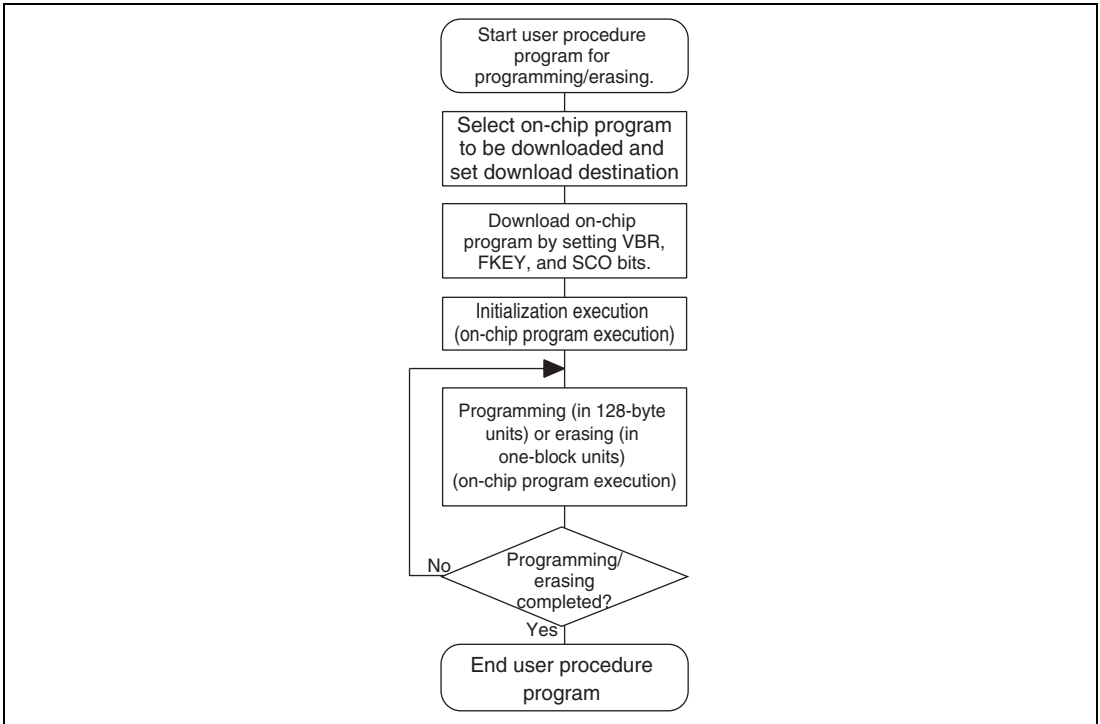 Start user procedure
program for
programming/erasing.
Select on-chip program
to be downloaded and
set download destination
Download on-chip
program by setting VBR,
FKEY, and SCO bits.
Initialization execution
(on-chip program execution)
Programming (in 128-byte
units) or erasing (in
one-block units)
(on-chip program execution)
No
Programming/
erasing
completed?
Yes
End user procedure
program